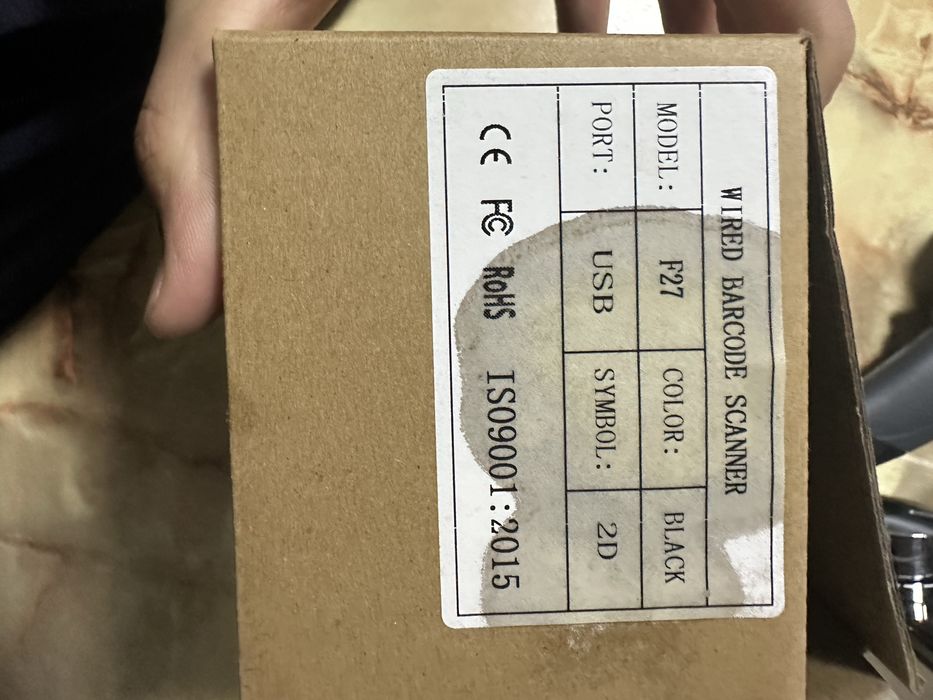 WIRED BARCODE SCANNER
MODEL: F27 COLOR: BLACK
PORT: USB SYMBOL: 2D
CE FC RoHS ISO9001:2015